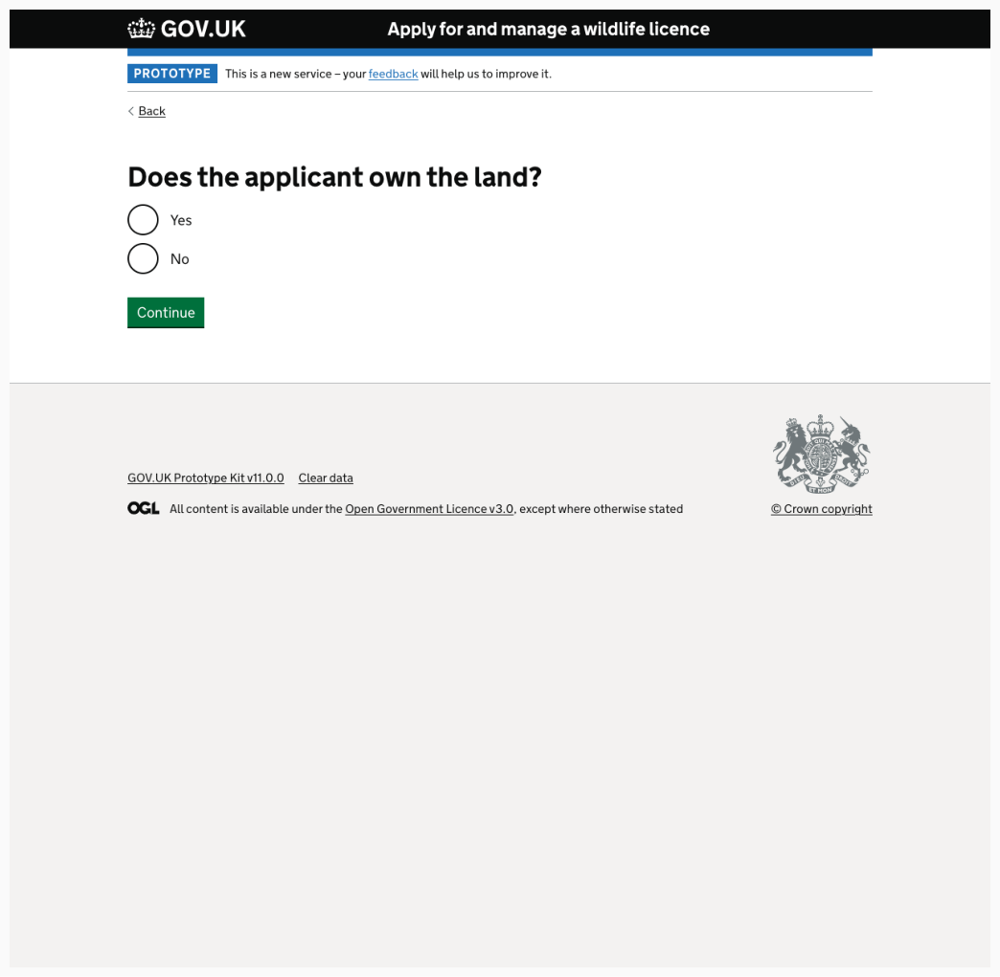 GOV.UK Apply for and manage a wildlife licence
PROTOTYPE This is a new service – your feedback will help us to improve it.
Back
Does the applicant own the land?
Yes
No
Continue
GOV.UK Prototype Kit v11.0.0 Clear data
OGL All content is available under the Open Government Licence v3.0, except where otherwise stated
© Crown copyright